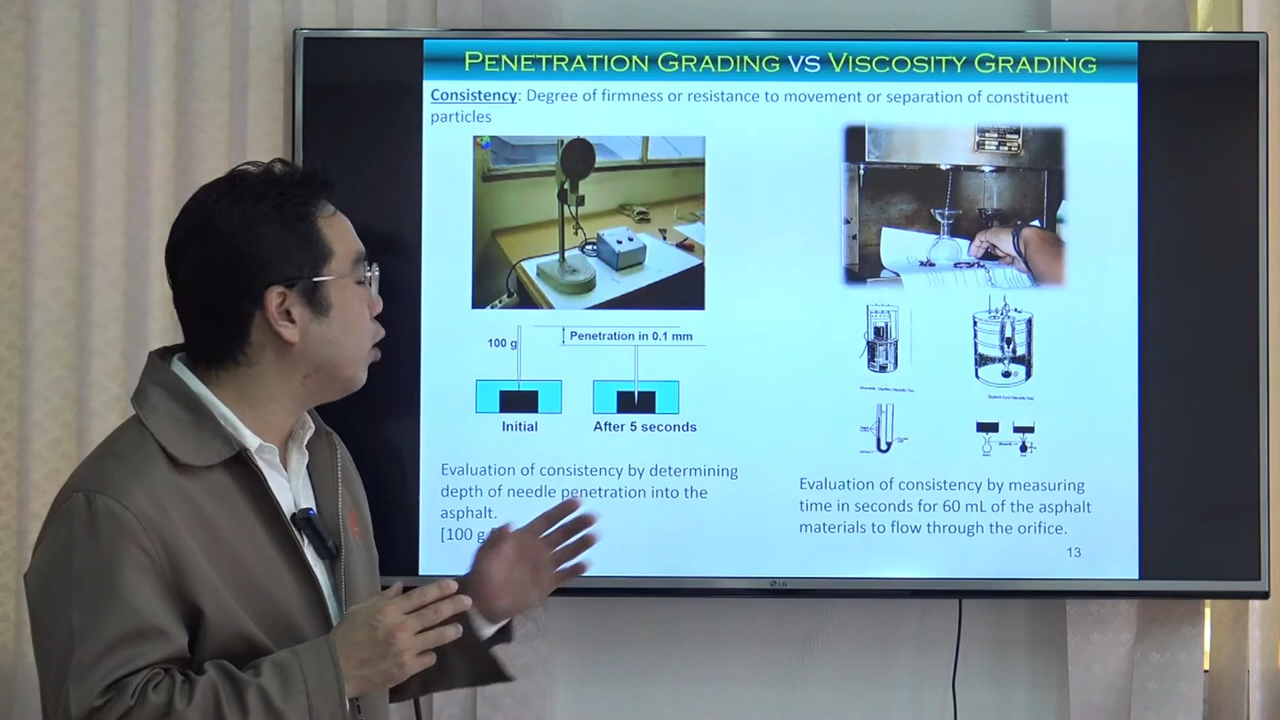 PENETRATION GRADING VS VISCOSITY GRADING
Consistency: Degree of firmness or resistance to movement or separation of constituent
particles
100 g
Penetration in 0.1 mm
Initial
After 5 seconds
Evaluation of consistency by determining
depth of needle penetration into the
asphalt.
[100 g
Evaluation of consistency by measuring
time in seconds for 60 mL of the asphalt
materials to flow through the orifice.
13
LG